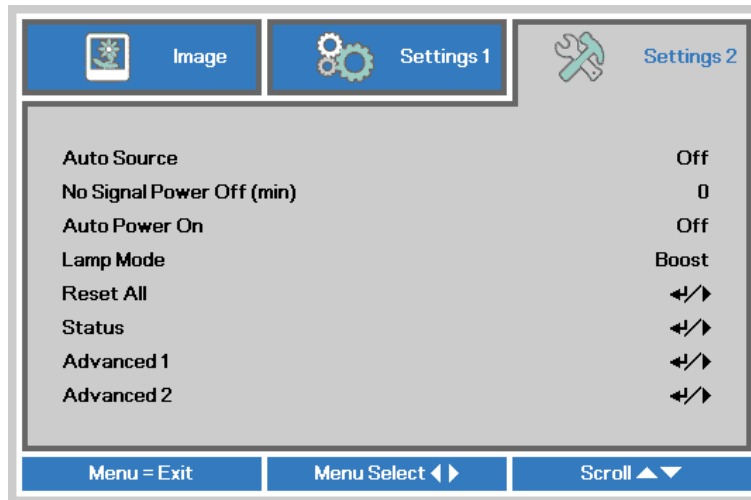 Image Settings 1 Settings 2
Auto Source Off
No Signal Power Off (min) 0
Auto Power On Off
Lamp Mode Boost
Reset All
Status
Advanced 1
Advanced 2
Menu = Exit Menu Select Scroll